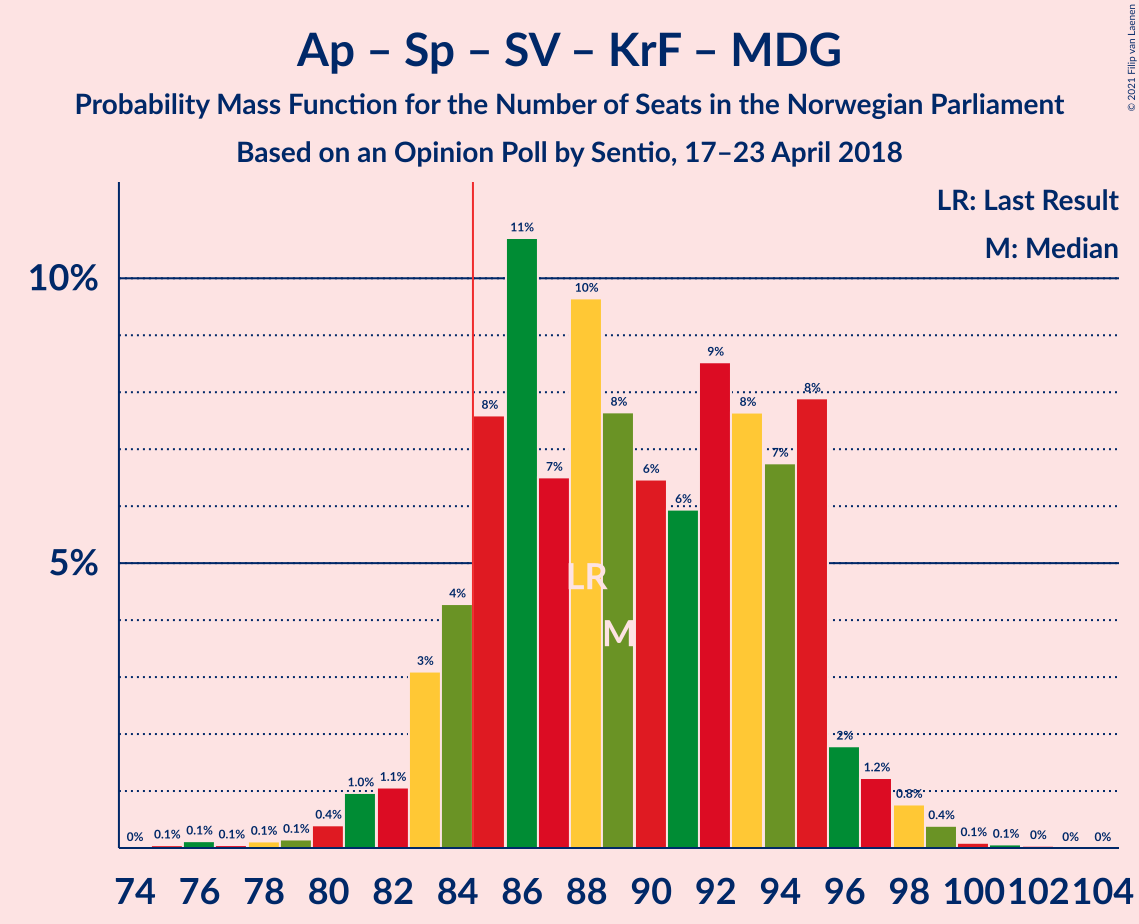 © 2021 Filip van Laenen
Ap – Sp – SV – KrF – MDG
Probability Mass Function for the Number of Seats in the Norwegian Parliament
Based on an Opinion Poll by Sentio, 17–23 April 2018
LR: Last Result
M: Median
10%
5%
0% 0.1% 0.1% 0.1% 0.1% 0.1% 0.4% 1.0% 1.1% 3% 4% 8% 11% 7% 10% 8% 6% 6% 9% 8% 7% 8% 2% 1.2% 0.8% 0.4% 0.1% 0.1% 0% 0% 0%
LR
M
74 76 78 80 82 84 86 88 90 92 94 96 98 100 102 104